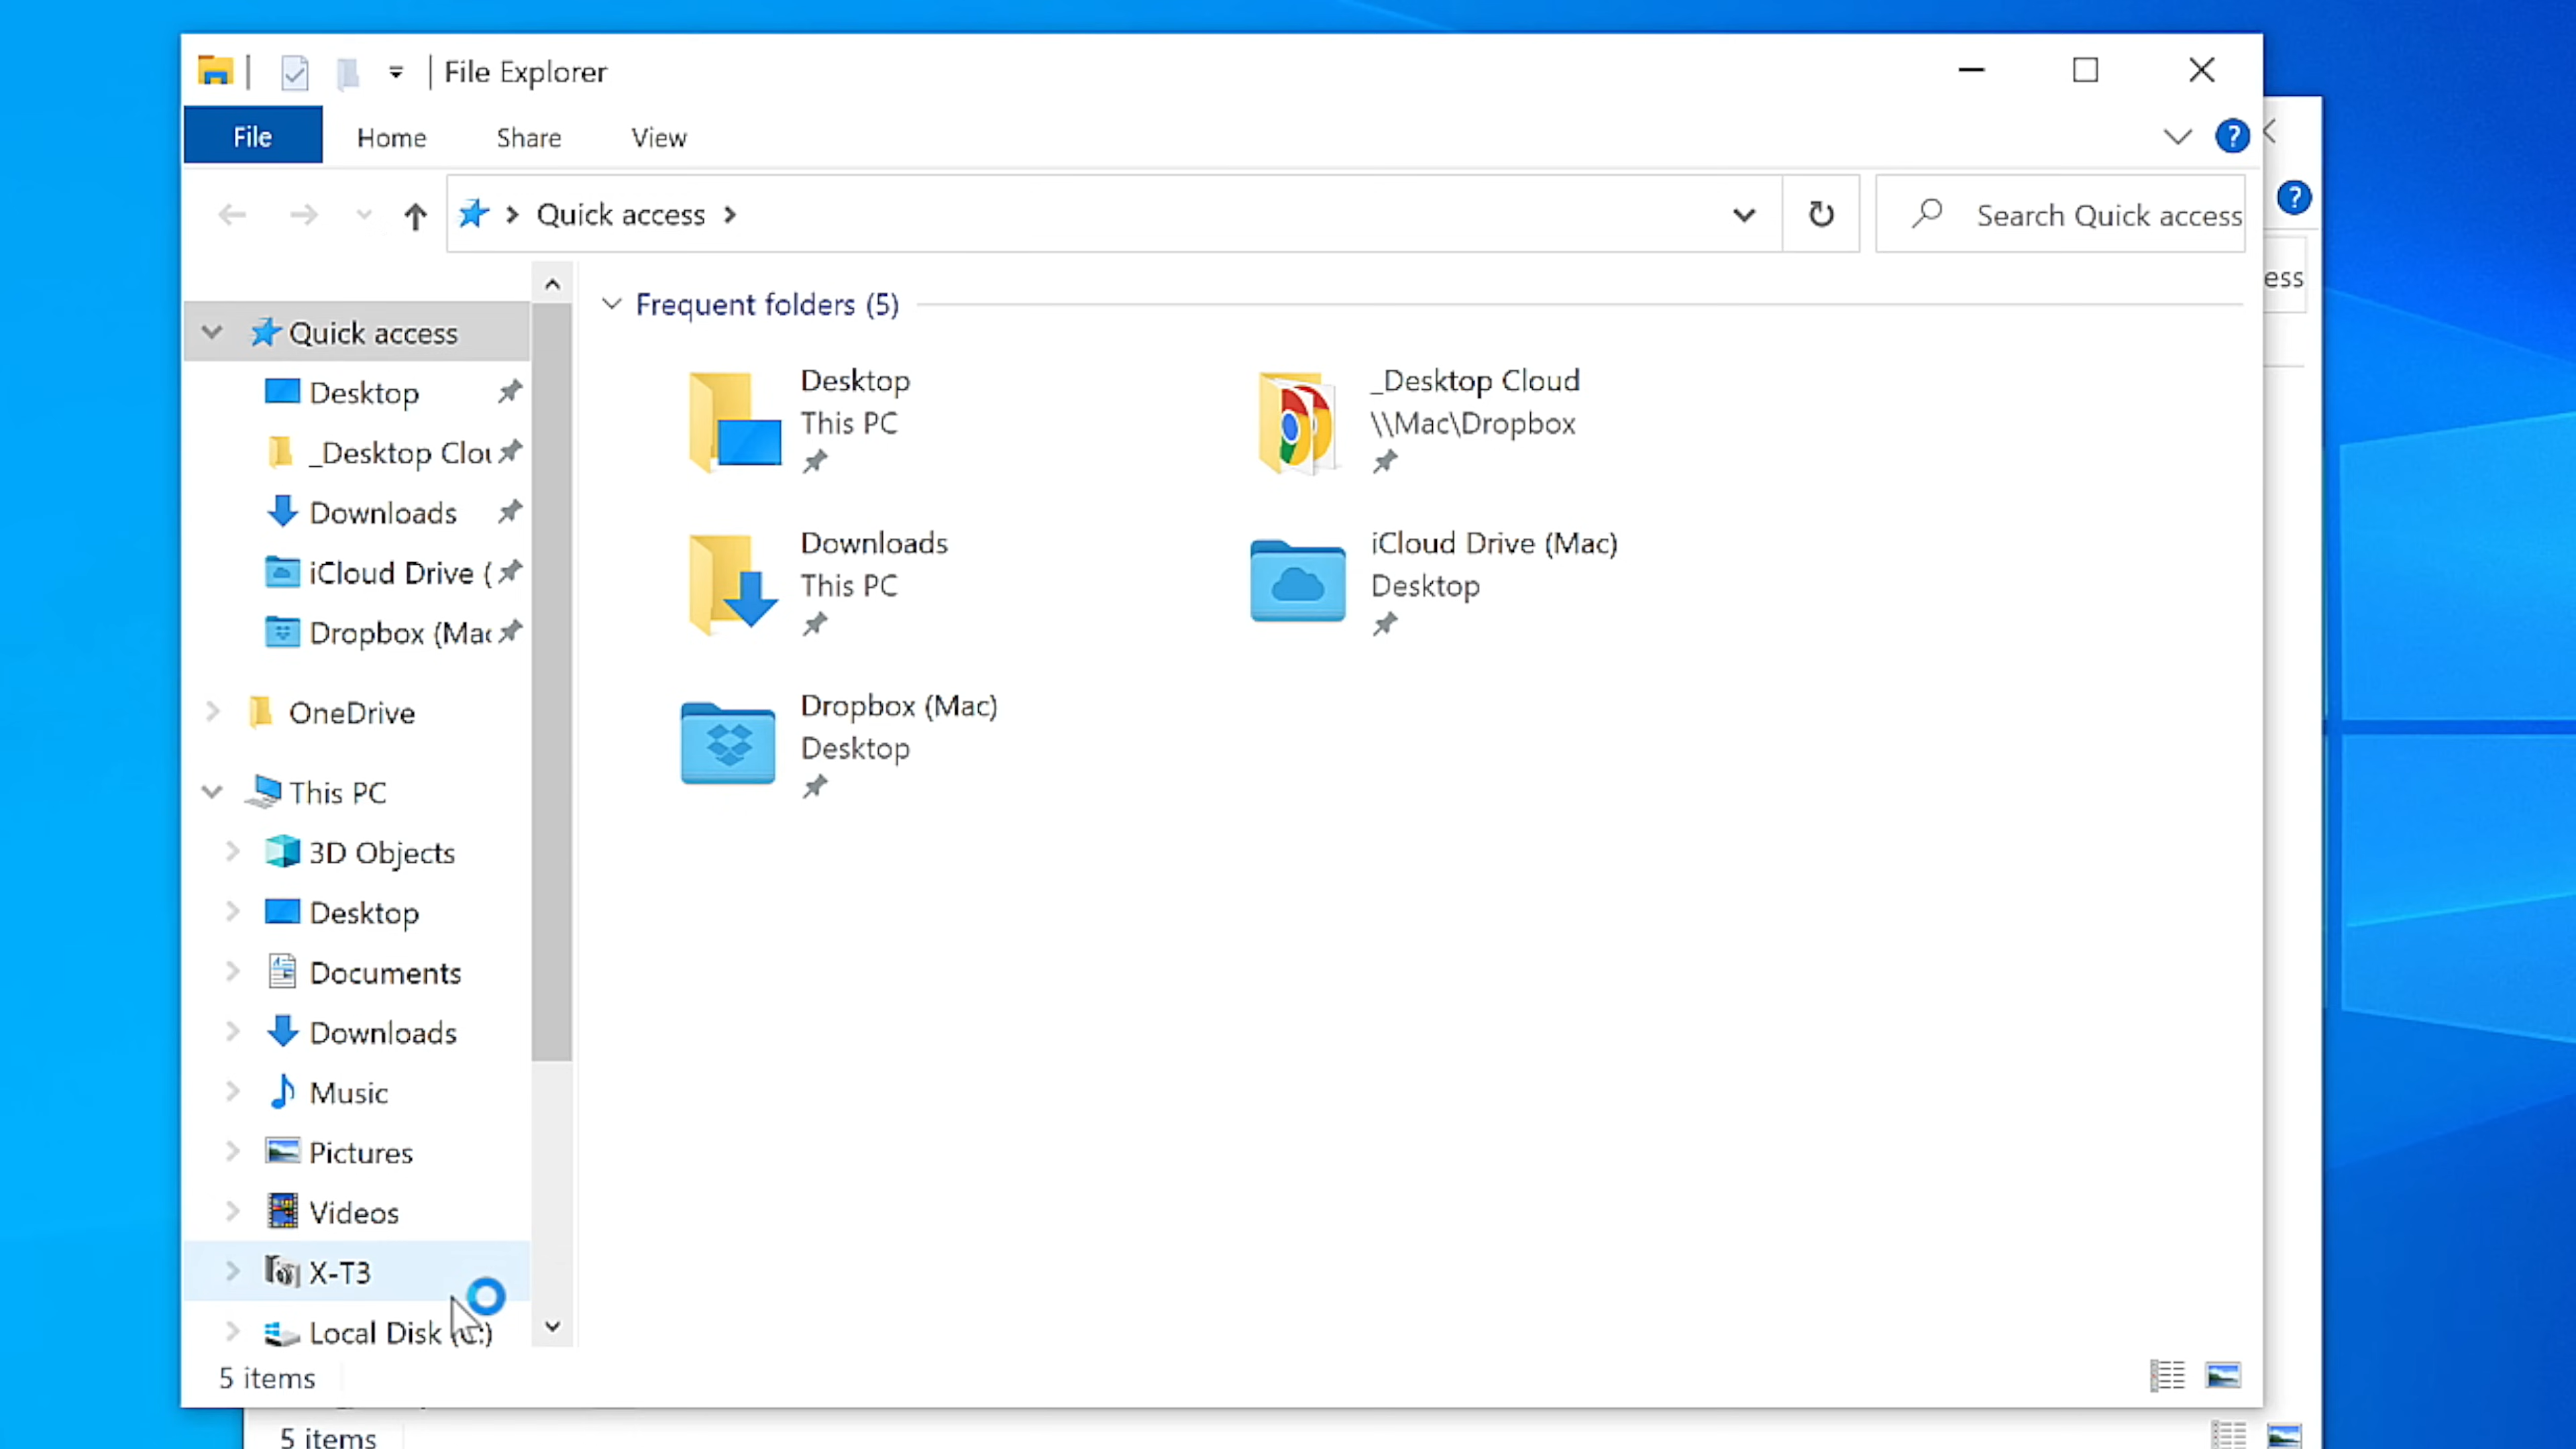 File Explorer
File Home Share View
?
?
Quick access
Search Quick access
ess
Quick access
Desktop
_Desktop Clou
Downloads
iCloud Drive (
Dropbox (Mac
OneDrive
This PC
3D Objects
Desktop
Documents
Downloads
Music
Pictures
Videos
X-T3
Local Disk (C:)
Frequent folders (5)
Desktop
This PC
_Desktop Cloud
\\Mac\Dropbox
Downloads
This PC
iCloud Drive (Mac)
Desktop
Dropbox (Mac)
Desktop
5 items
5 items